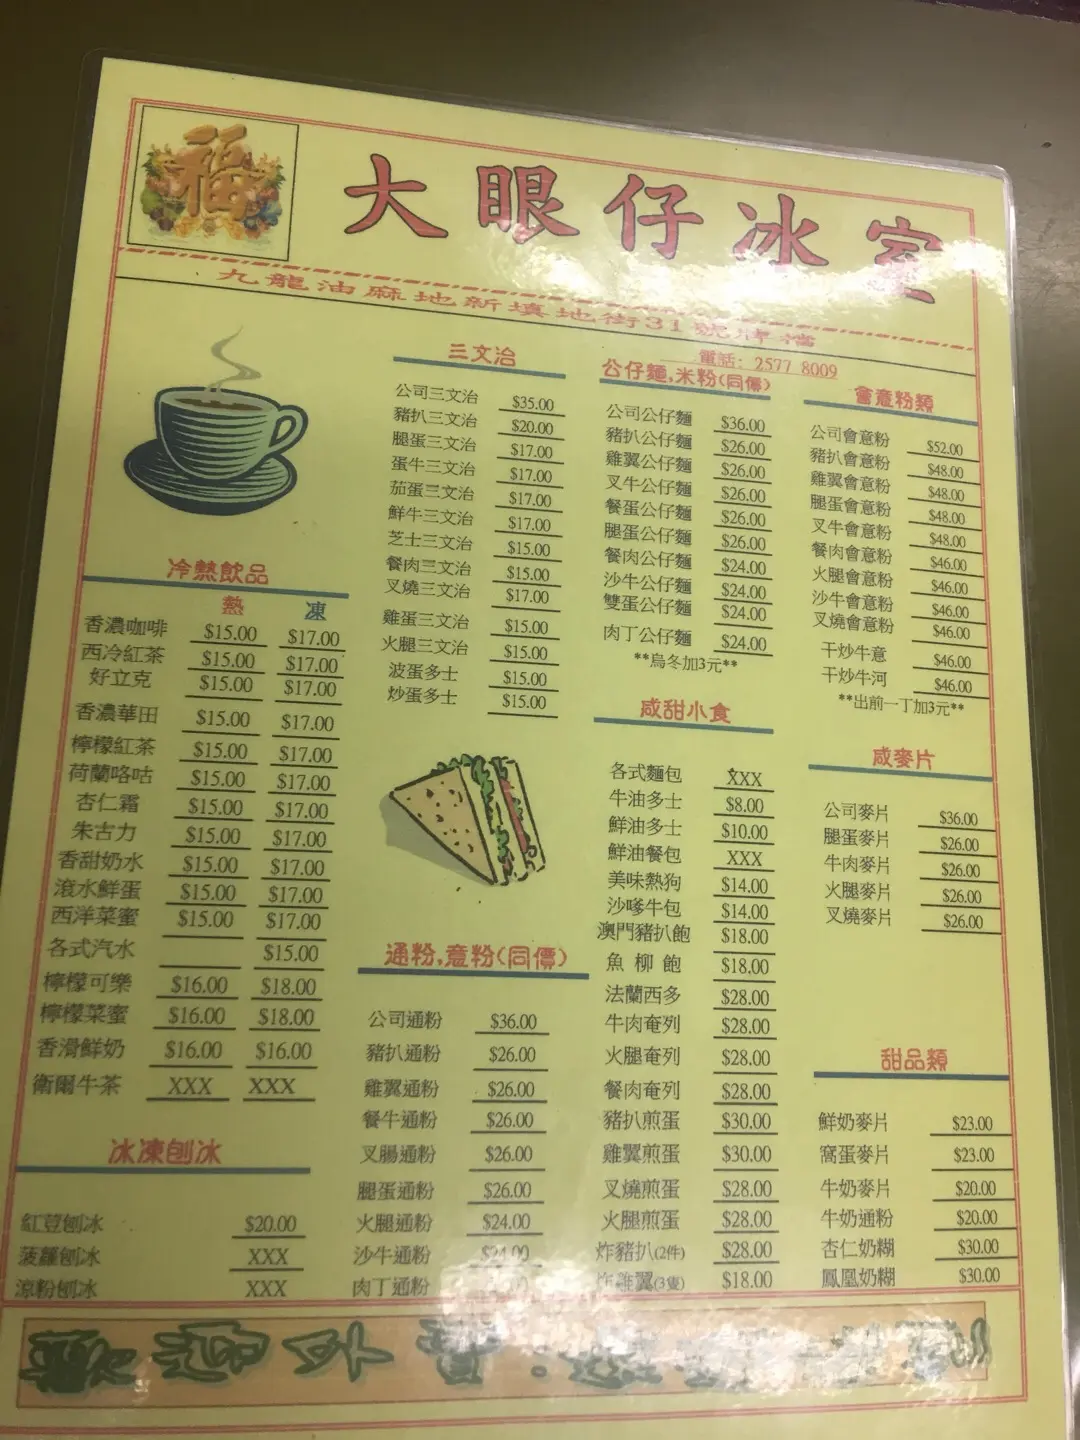 福
大眼仔冰室
九龍油麻地新填地街31號牌檔
電話: 2577 8009
冷熱飲品
熱 凍
香濃咖啡 $15.00 $17.00
西冷紅茶 $15.00 $17.00
好立克 $15.00 $17.00
香濃華田 $15.00 $17.00
檸檬紅茶 $15.00 $17.00
荷蘭咯咕 $15.00 $17.00
杏仁霜 $15.00 $17.00
朱古力 $15.00 $17.00
香甜奶水 $15.00 $17.00
滾水鮮蛋 $15.00 $17.00
西洋菜蜜 $15.00 $17.00
各式汽水 $15.00
檸檬可樂 $16.00 $18.00
檸檬菜蜜 $16.00 $18.00
香滑鮮奶 $16.00 $16.00
衛爾牛茶 XXX XXX
冰凍刨冰
紅荳刨冰 $20.00
菠蘿刨冰 XXX
涼粉刨冰 XXX
三文治
公司三文治 $35.00
豬扒三文治 $20.00
腿蛋三文治 $17.00
蛋牛三文治 $17.00
茄蛋三文治 $17.00
鮮牛三文治 $17.00
芝士三文治 $15.00
餐肉三文治 $15.00
叉燒三文治 $17.00
雞蛋三文治 $15.00
火腿三文治 $15.00
波蛋多士 $15.00
炒蛋多士 $15.00
通粉,意粉(同價)
公司通粉 $36.00
豬扒通粉 $26.00
雞翼通粉 $26.00
餐牛通粉 $26.00
叉腸通粉 $26.00
腿蛋通粉 $26.00
火腿通粉 $24.00
沙牛通粉 $24.00
肉丁通粉
公仔麵,米粉(同價)
公司公仔麵 $36.00
豬扒公仔麵 $26.00
雞翼公仔麵 $26.00
叉牛公仔麵 $26.00
餐蛋公仔麵 $26.00
腿蛋公仔麵 $26.00
餐肉公仔麵 $24.00
沙牛公仔麵 $24.00
雙蛋公仔麵 $24.00
肉丁公仔麵 $24.00
**烏冬加3元**
咸甜小食
各式麵包 XXX
牛油多士 $8.00
鮮油多士 $10.00
鮮油餐包 XXX
美味熱狗 $14.00
沙嗲牛包 $14.00
澳門豬扒飽 $18.00
魚柳飽 $18.00
法蘭西多 $28.00
牛肉奄列 $28.00
火腿奄列 $28.00
餐肉奄列 $28.00
豬扒煎蛋 $30.00
雞翼煎蛋 $30.00
叉燒煎蛋 $28.00
火腿煎蛋 $28.00
炸豬扒(2件) $28.00
炸雞翼(3隻) $18.00
會意粉類
公司會意粉 $52.00
豬扒會意粉 $48.00
雞翼會意粉 $48.00
腿蛋會意粉 $48.00
叉牛會意粉 $48.00
餐肉會意粉 $46.00
火腿會意粉 $46.00
沙牛會意粉 $46.00
叉燒會意粉 $46.00
干炒牛意 $46.00
干炒牛河 $46.00
**出前一丁加3元**
咸麥片
公司麥片 $36.00
腿蛋麥片 $26.00
牛肉麥片 $26.00
火腿麥片 $26.00
叉燒麥片 $26.00
甜品類
鮮奶麥片 $23.00
窩蛋麥片 $23.00
牛奶麥片 $20.00
牛奶通粉 $20.00
杏仁奶糊 $30.00
鳳凰奶糊 $30.00